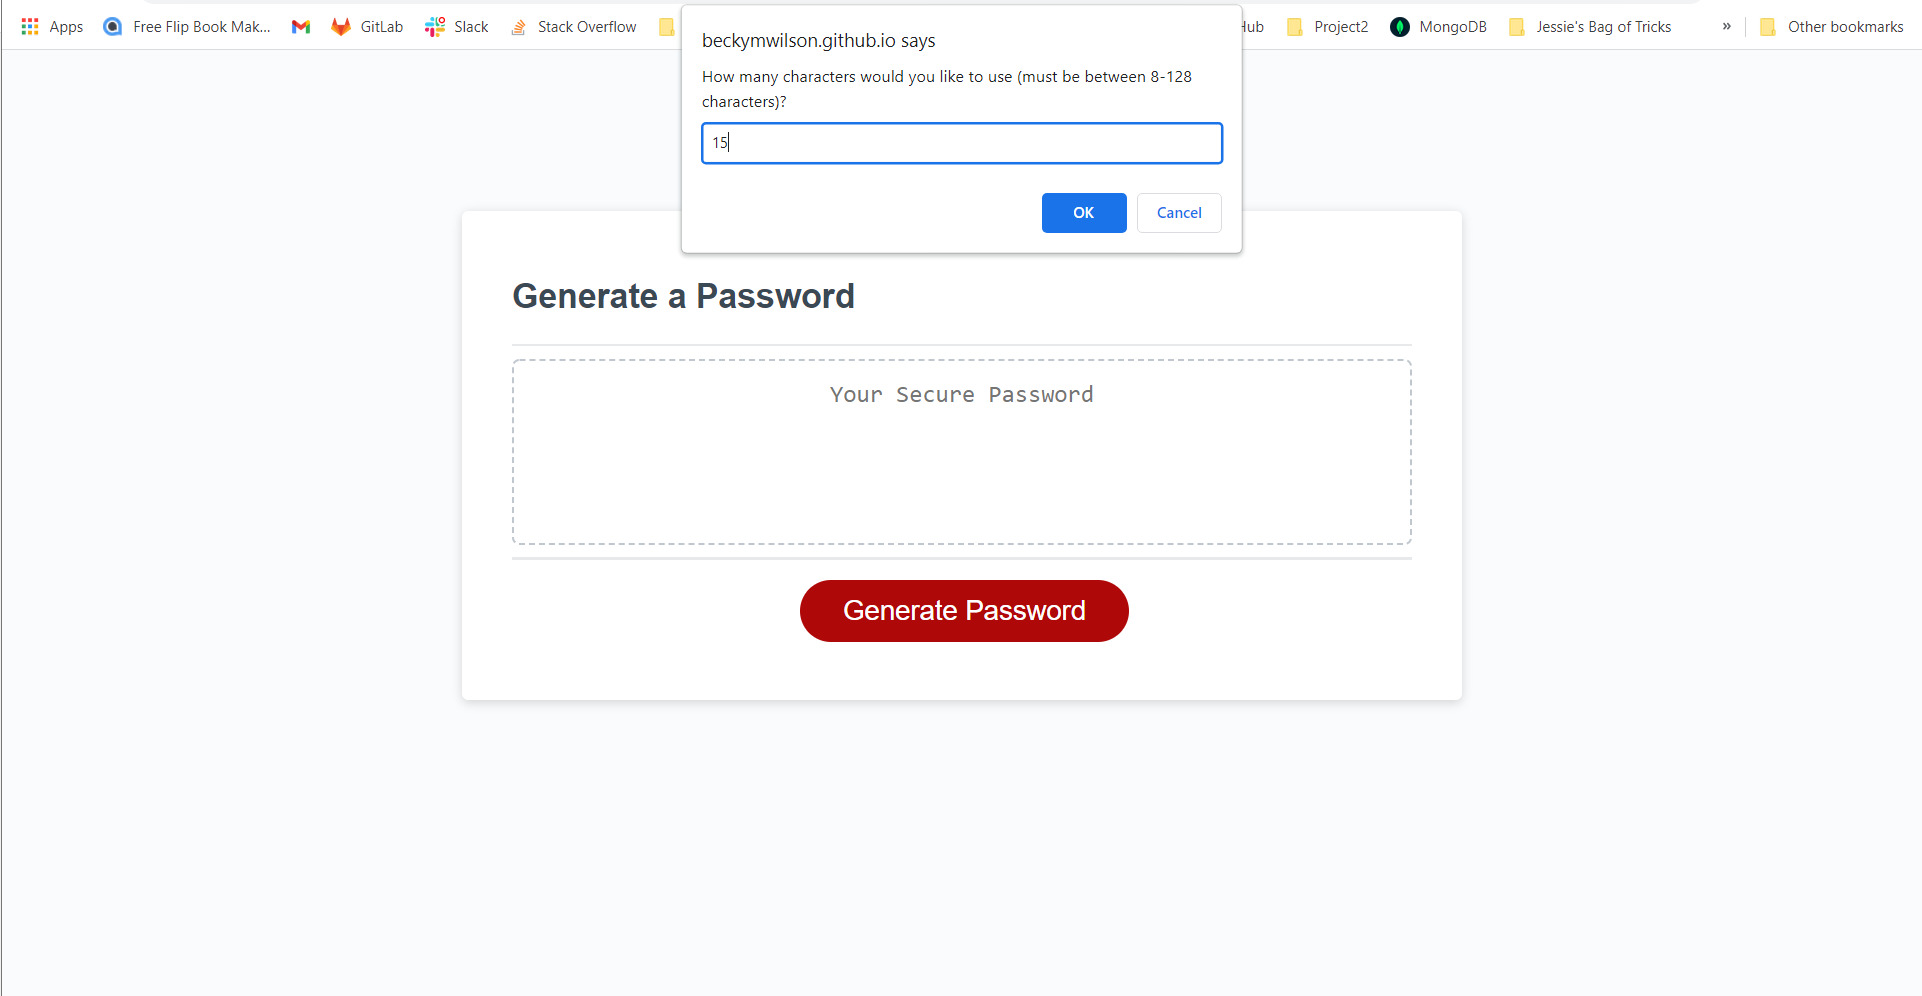 Apps Free Flip Book Mak... GitLab Slack Stack Overflow Project2 MongoDB Jessie's Bag of Tricks » Other bookmarks
beckymwilson.github.io says
How many characters would you like to use (must be between 8-128
characters)?
15
OK Cancel
Generate a Password
Your Secure Password
Generate Password